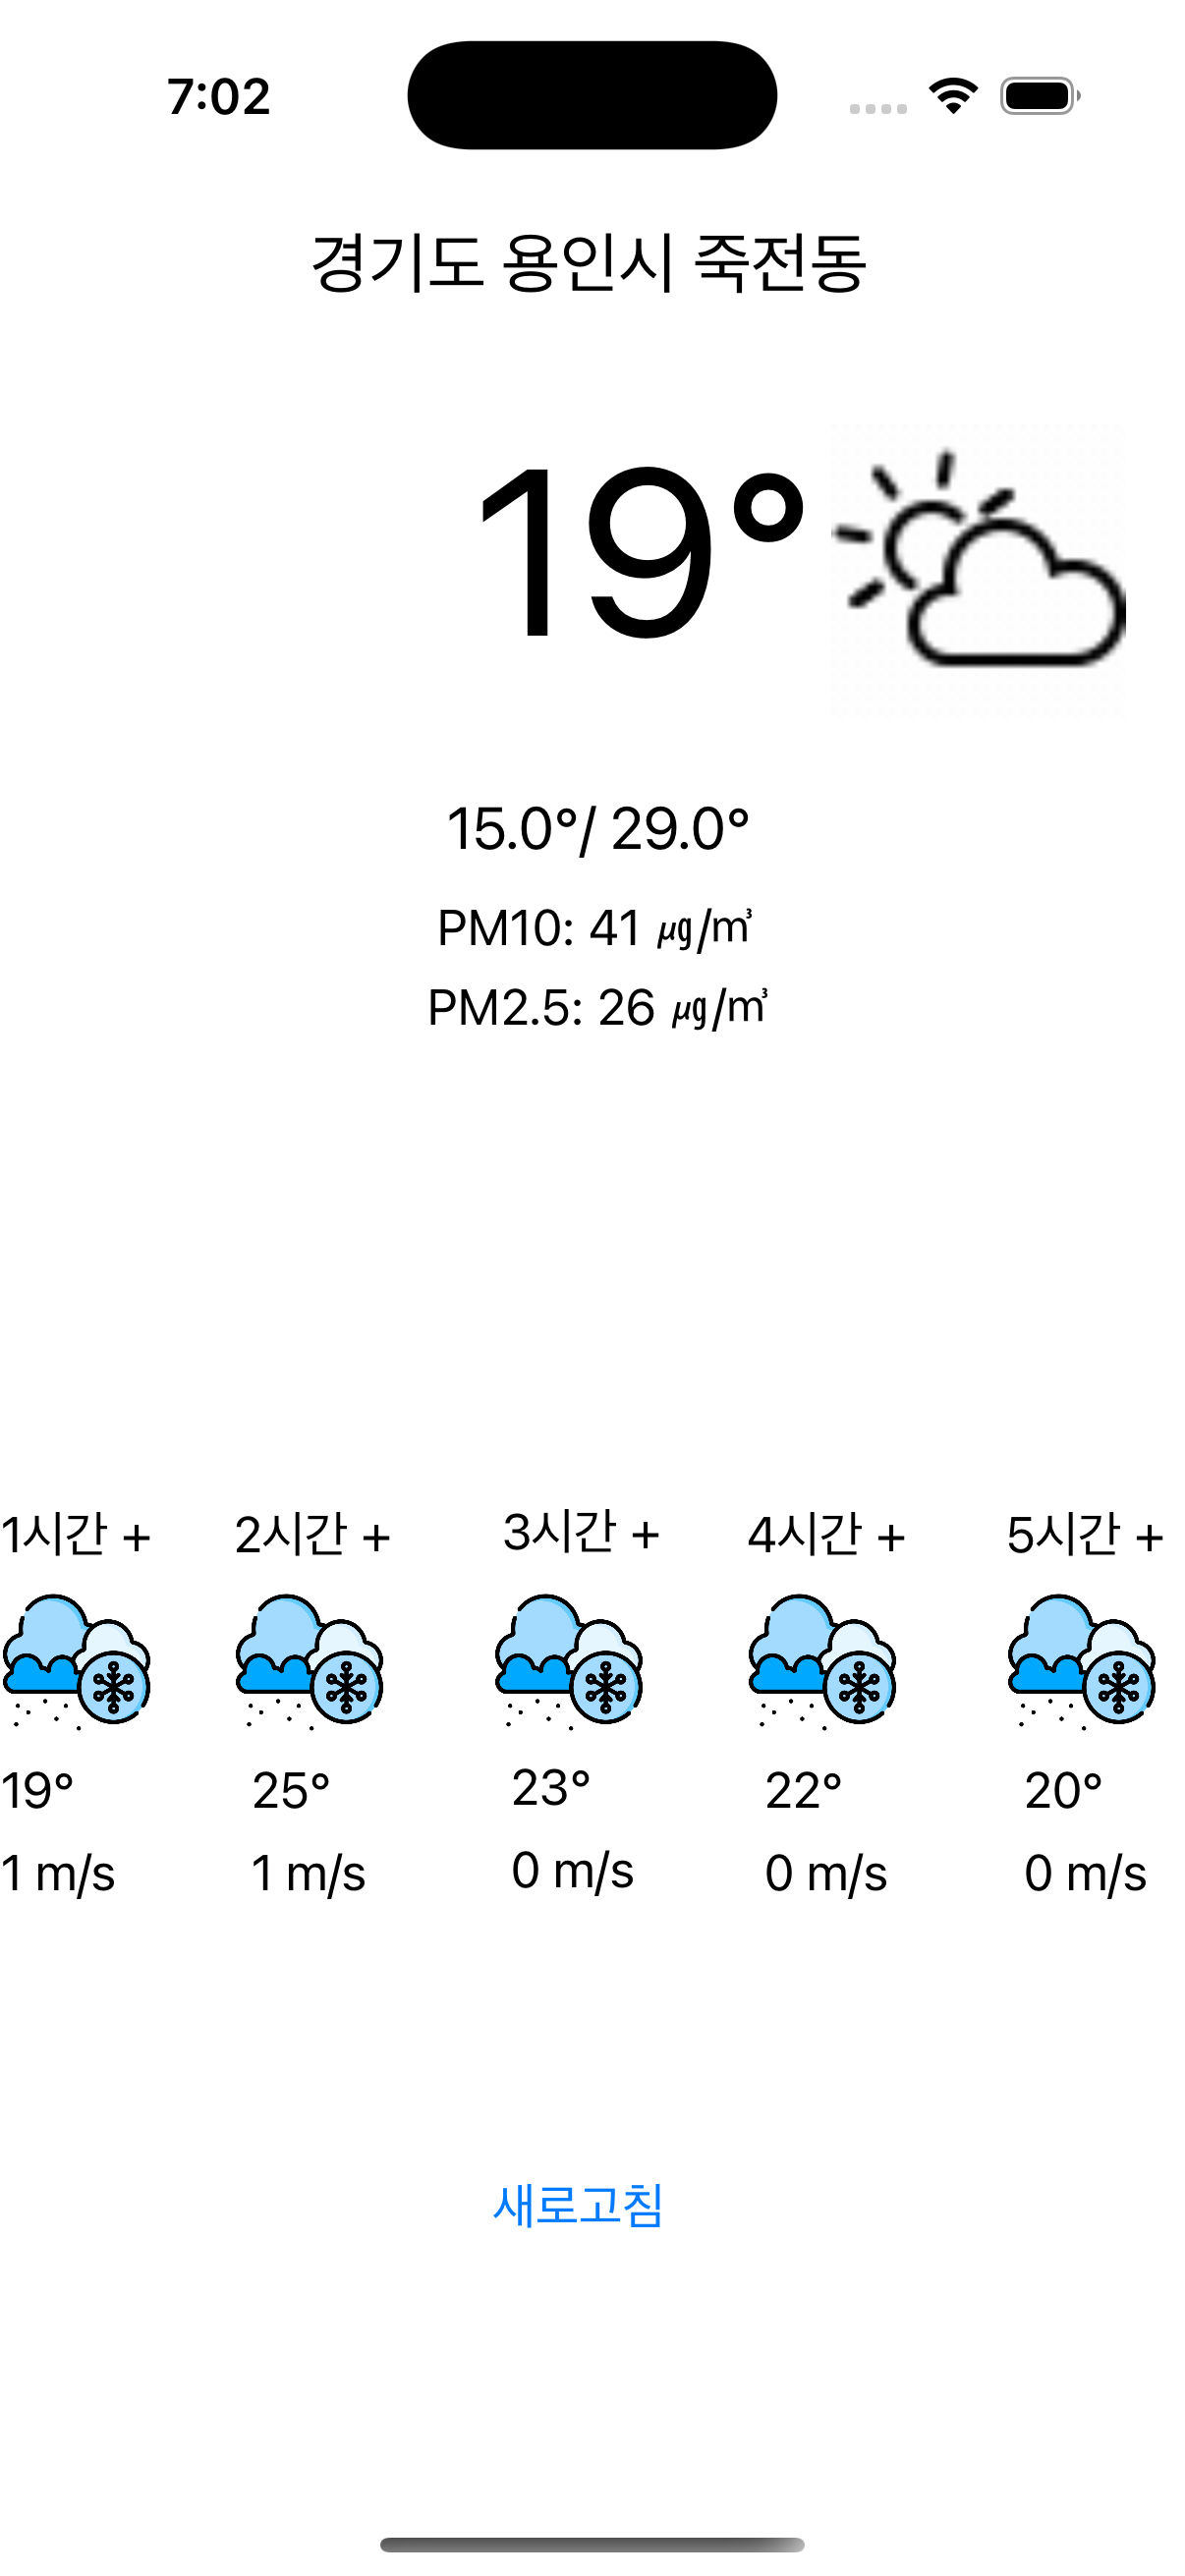 7:02
경기도 용인시 죽전동
19°
15.0°/ 29.0°
PM10: 41 ㎍/㎥
PM2.5: 26 ㎍/㎥
1시간 + 2시간 + 3시간 + 4시간 + 5시간 +
19° 25° 23° 22° 20°
1 m/s 1 m/s 0 m/s 0 m/s 0 m/s
새로고침